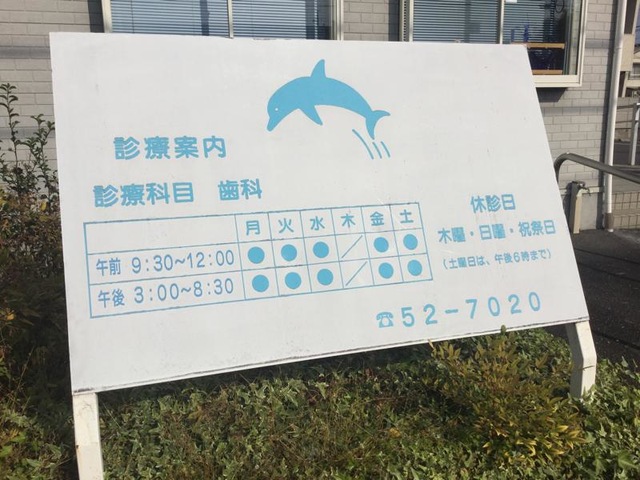 診療案内
診療科目 歯科
月 火 水 木 金 土
午前 9:30~12:00 ● ● ● / ● ●
午後 3:00~8:30 ● ● ● / ● ●
休診日
木曜・日曜・祝祭日
(土曜日は、午後6時まで)
☎52-7020